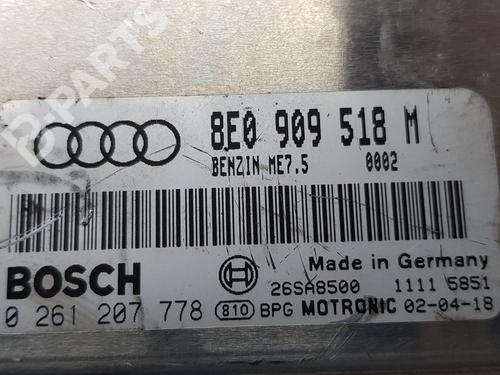 B-PARTS
8E0 909 518 M
BENZIN ME7.5 0002
BOSCH
Made in Germany
26SA8500 1111 5851
0 261 207 778 810 BPG MOTRONIC 02-04-18